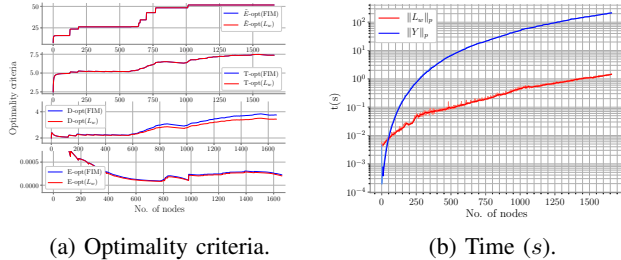 50
25
0 250 500 750 1000 1250 1500
Ẽ-opt(FIM)
Ẽ-opt(L_w)
7.5
5.0
2.5
0 250 500 750 1000 1250 1500
T-opt(FIM)
T-opt(L_w)
4
2
0 200 400 600 800 1000 1200 1400 1600
D-opt(FIM)
D-opt(L_w)
0.0005
0.0000
0 200 400 600 800 1000 1200 1400 1600
E-opt(FIM)
E-opt(L_w)
Optimality criteria
No. of nodes
(a) Optimality criteria.
10^2
10^1
10^0
10^−1
10^−2
10^−3
10^−4
t(s)
‖L_w‖_p
‖Y‖_p
0 250 500 750 1000 1250 1500
No. of nodes
(b) Time (s).